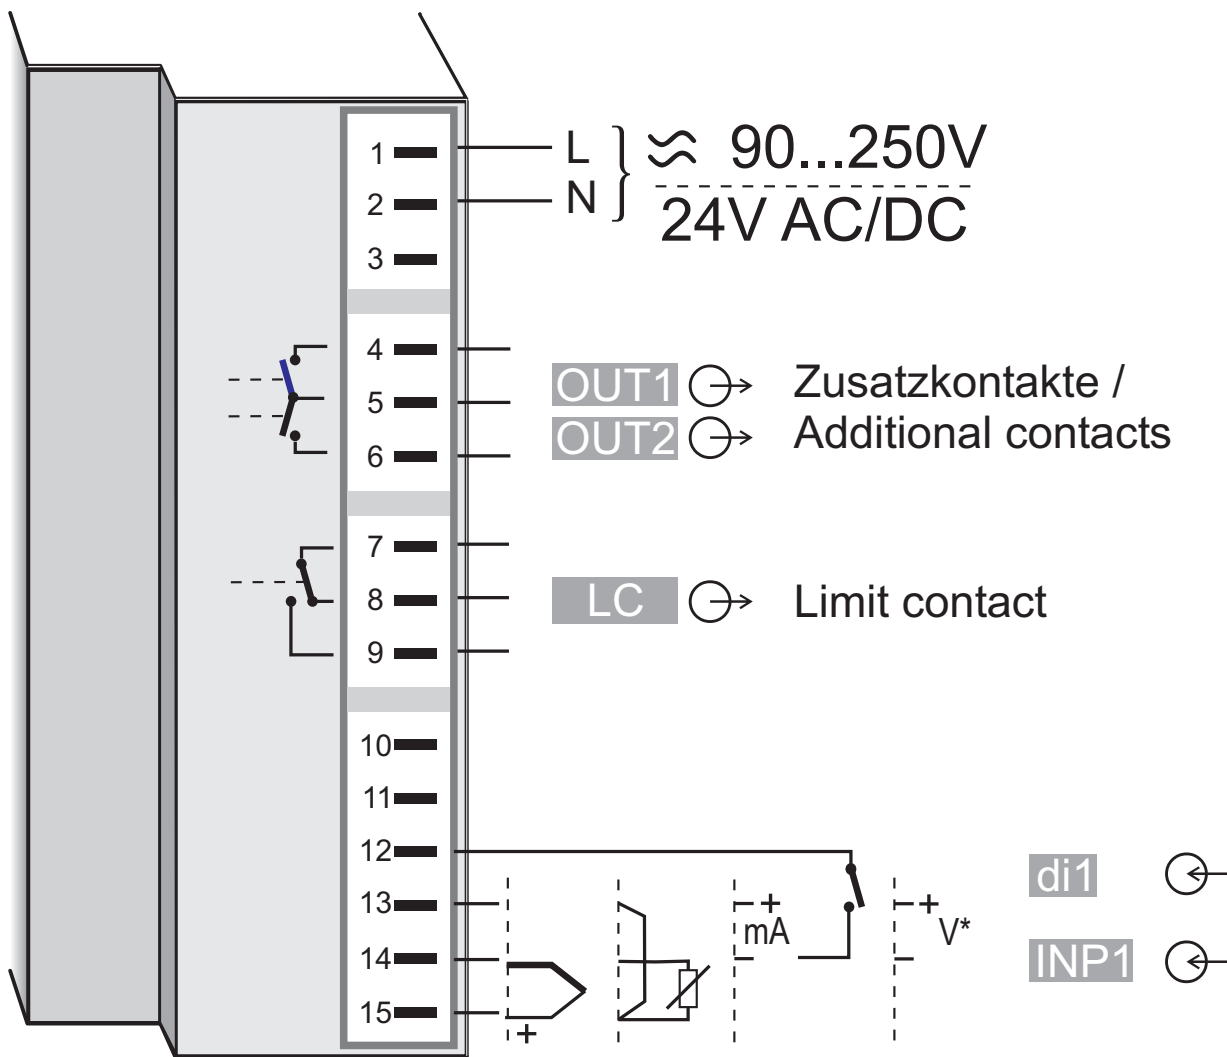 1
L
≈ 90...250V
2
N
24V AC/DC
3
4
OUT1
Zusatzkontakte /
5
OUT2
Additional contacts
6
7
8
LC
Limit contact
9
10
11
12
di1
13
+
+
mA
V*
14
INP1
15
+